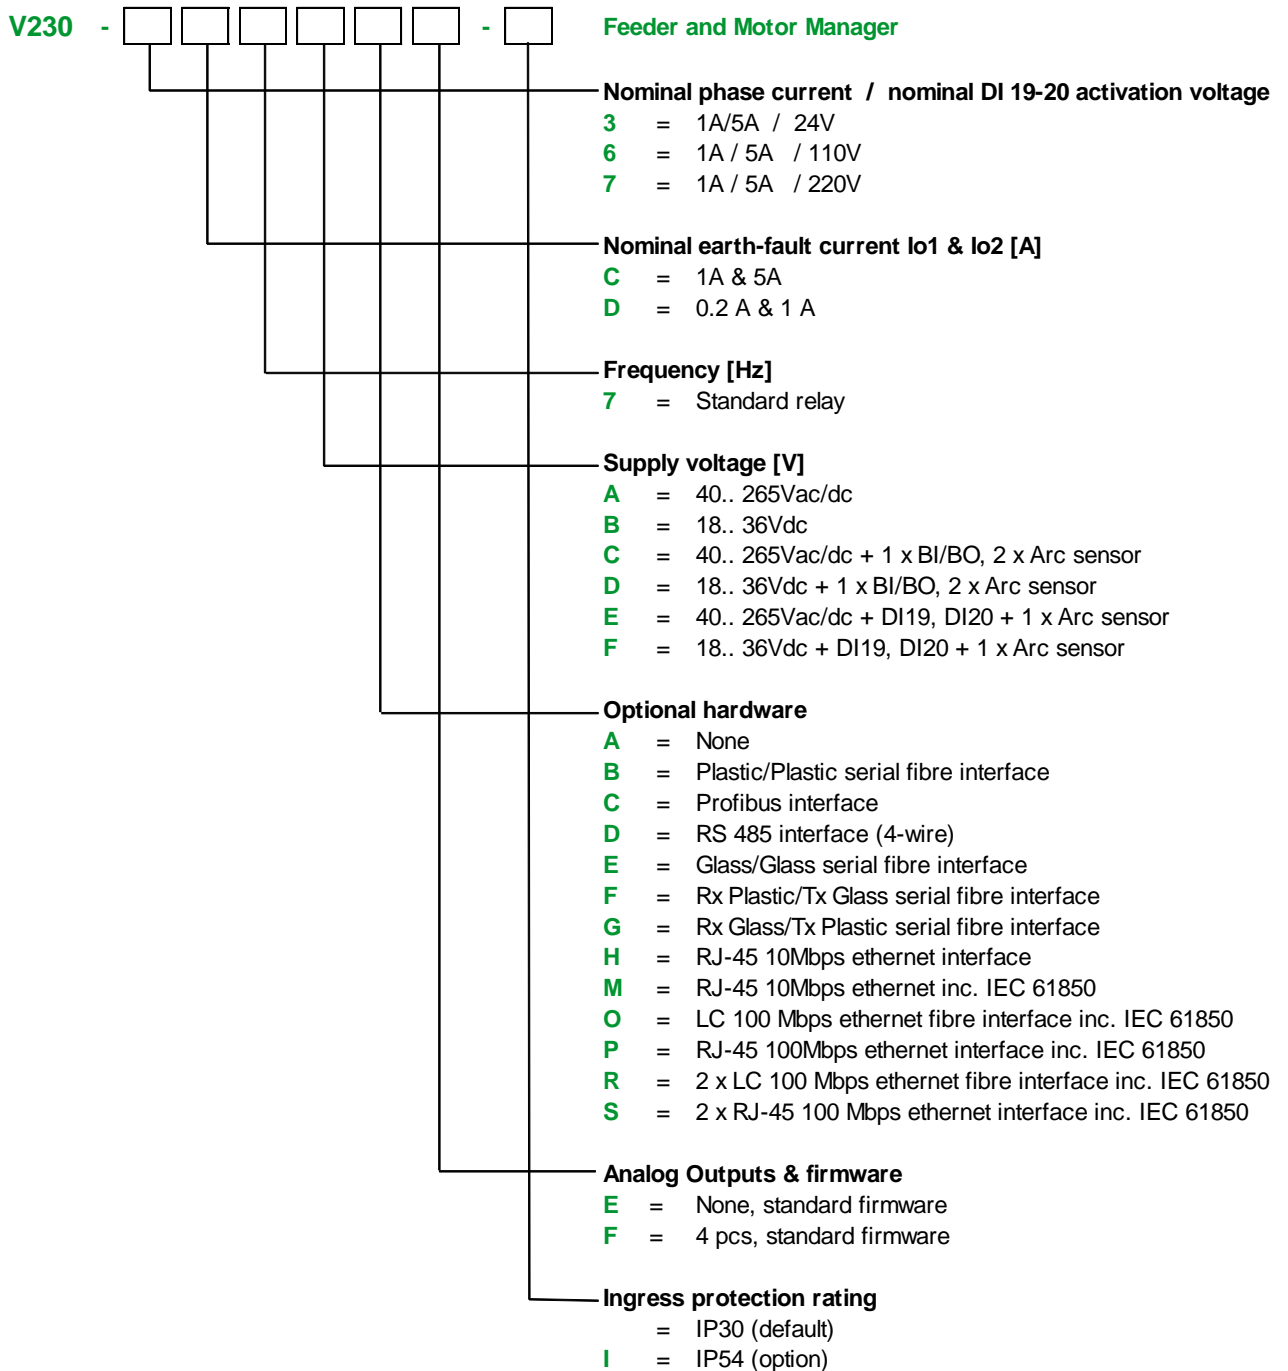 V230 - - Feeder and Motor Manager
Nominal phase current / nominal DI 19-20 activation voltage
3 = 1A/5A / 24V
6 = 1A / 5A / 110V
7 = 1A / 5A / 220V
Nominal earth-fault current Io1 & Io2 [A]
C = 1A & 5A
D = 0.2 A & 1 A
Frequency [Hz]
7 = Standard relay
Supply voltage [V]
A = 40.. 265Vac/dc
B = 18.. 36Vdc
C = 40.. 265Vac/dc + 1 x BI/BO, 2 x Arc sensor
D = 18.. 36Vdc + 1 x BI/BO, 2 x Arc sensor
E = 40.. 265Vac/dc + DI19, DI20 + 1 x Arc sensor
F = 18.. 36Vdc + DI19, DI20 + 1 x Arc sensor
Optional hardware
A = None
B = Plastic/Plastic serial fibre interface
C = Profibus interface
D = RS 485 interface (4-wire)
E = Glass/Glass serial fibre interface
F = Rx Plastic/Tx Glass serial fibre interface
G = Rx Glass/Tx Plastic serial fibre interface
H = RJ-45 10Mbps ethernet interface
M = RJ-45 10Mbps ethernet inc. IEC 61850
O = LC 100 Mbps ethernet fibre interface inc. IEC 61850
P = RJ-45 100Mbps ethernet interface inc. IEC 61850
R = 2 x LC 100 Mbps ethernet fibre interface inc. IEC 61850
S = 2 x RJ-45 100 Mbps ethernet interface inc. IEC 61850
Analog Outputs & firmware
E = None, standard firmware
F = 4 pcs, standard firmware
Ingress protection rating
= IP30 (default)
I = IP54 (option)